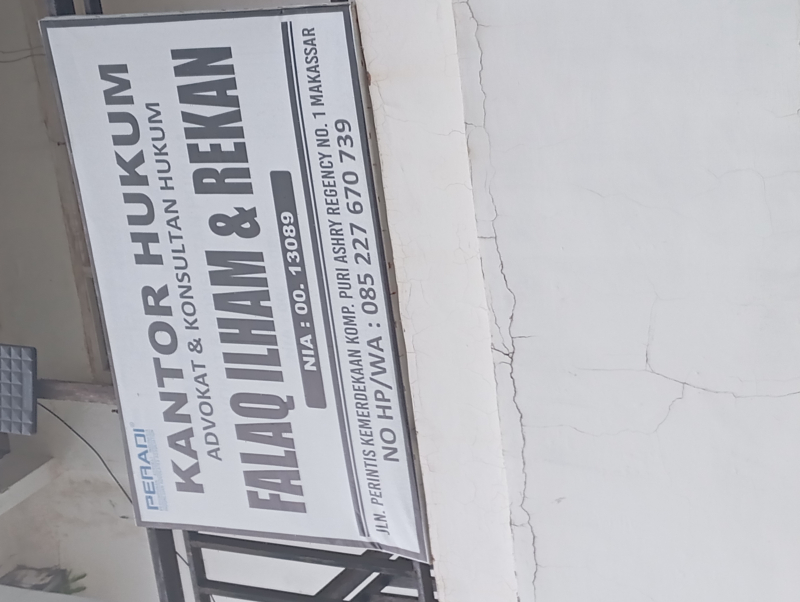 PERADI
KANTOR HUKUM
ADVOKAT & KONSULTAN HUKUM
FALAQ ILHAM & REKAN
NIA : 00. 13089
JLN. PERINTIS KEMERDEKAAN KOMP. PURI ASHRY REGENCY NO. 1 MAKASSAR
NO HP/WA : 085 227 670 739